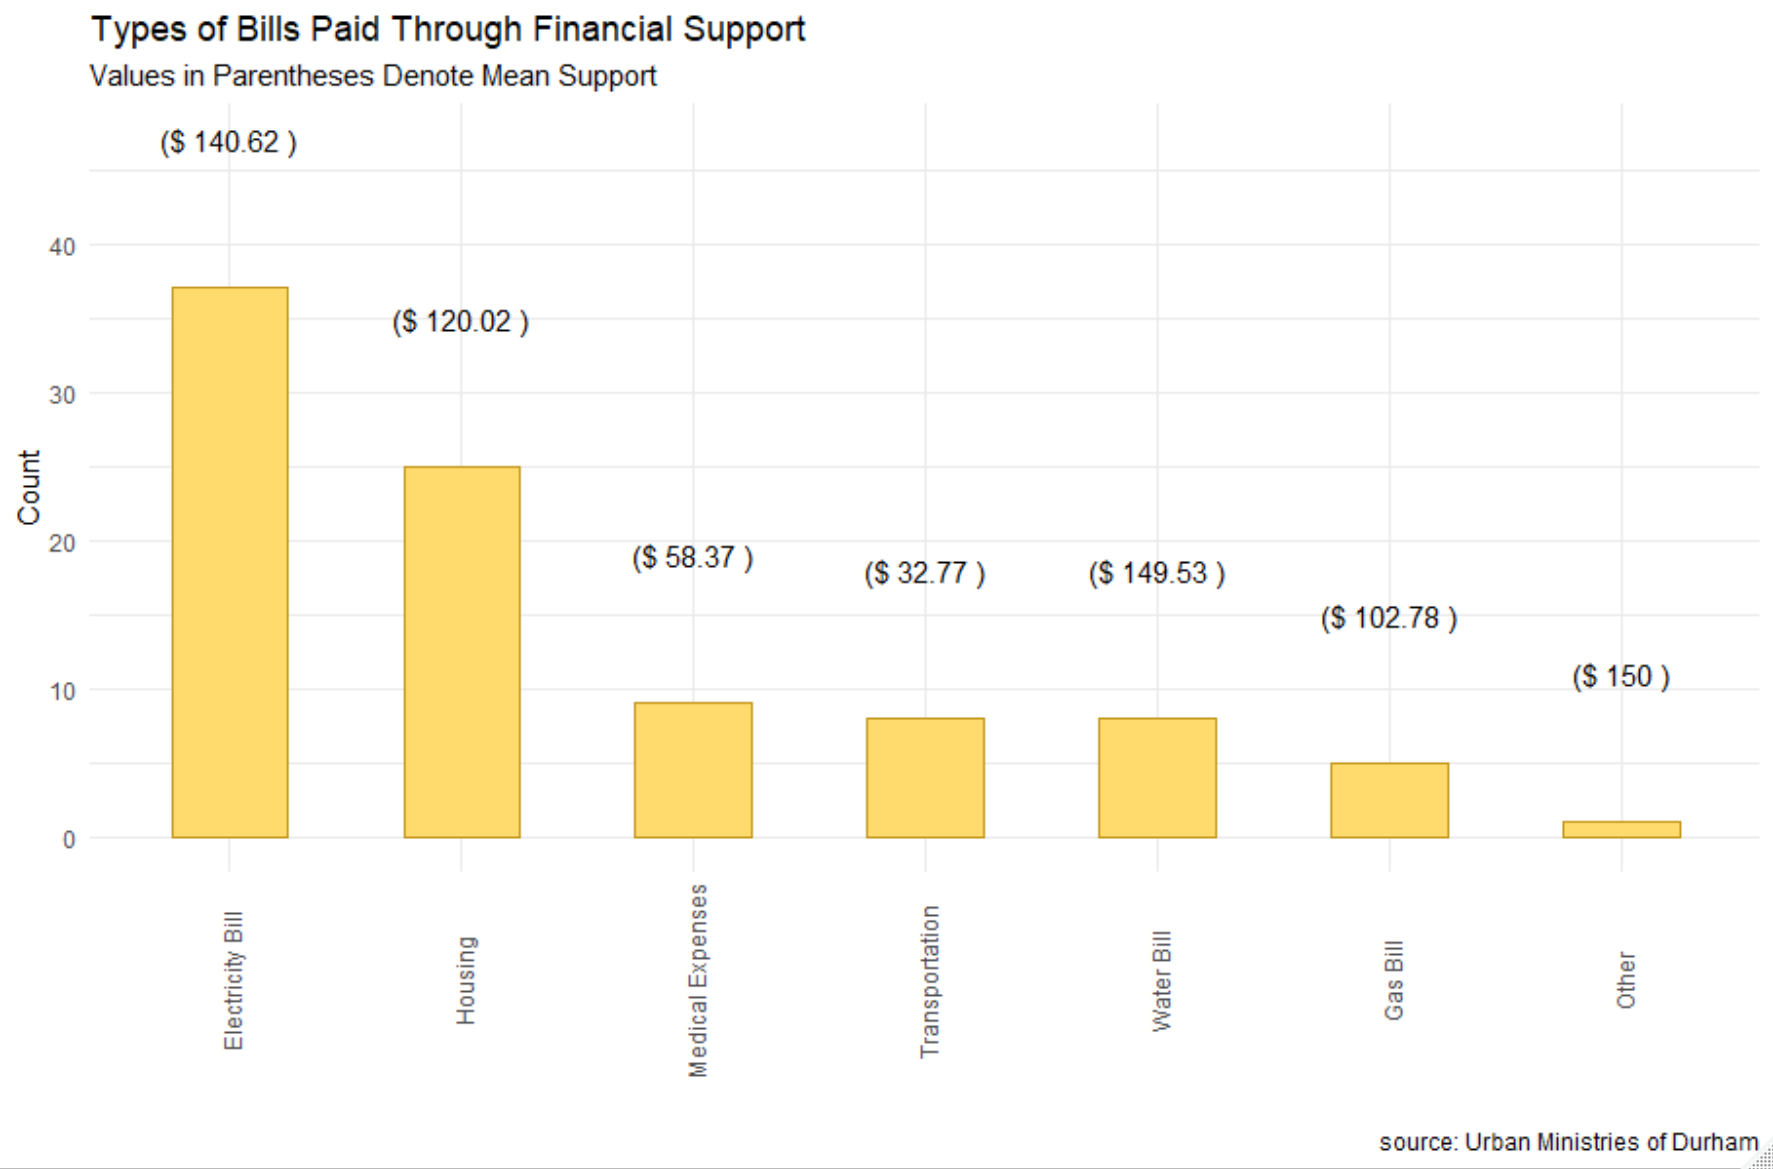 Types of Bills Paid Through Financial Support
Values in Parentheses Denote Mean Support
($ 140.62 )
($ 120.02 )
($ 58.37 )
($ 32.77 )
($ 149.53 )
($ 102.78 )
($ 150 )
Count
40
30
20
10
0
Electricity Bill
Housing
Medical Expenses
Transportation
Water Bill
Gas Bill
Other
source: Urban Ministries of Durham